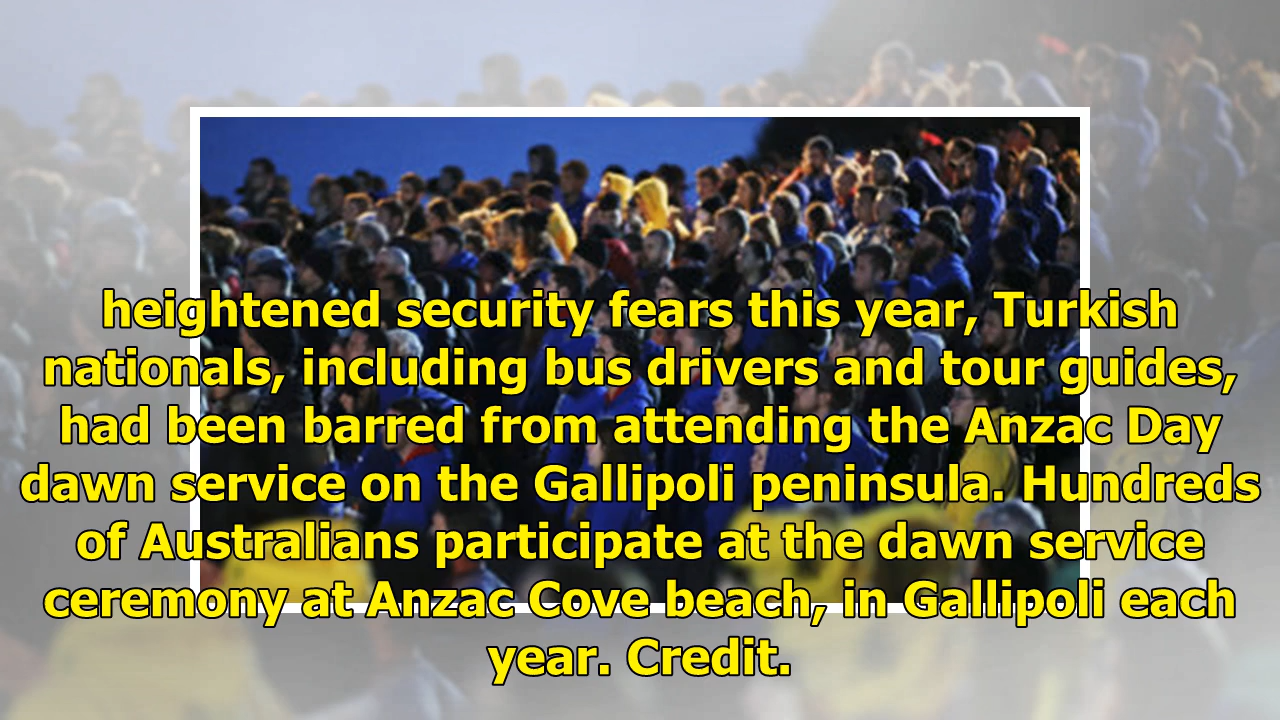 heightened security fears this year, Turkish
nationals, including bus drivers and tour guides,
had been barred from attending the Anzac Day
dawn service on the Gallipoli peninsula. Hundreds
of Australians participate at the dawn service
ceremony at Anzac Cove beach, in Gallipoli each
year. Credit.